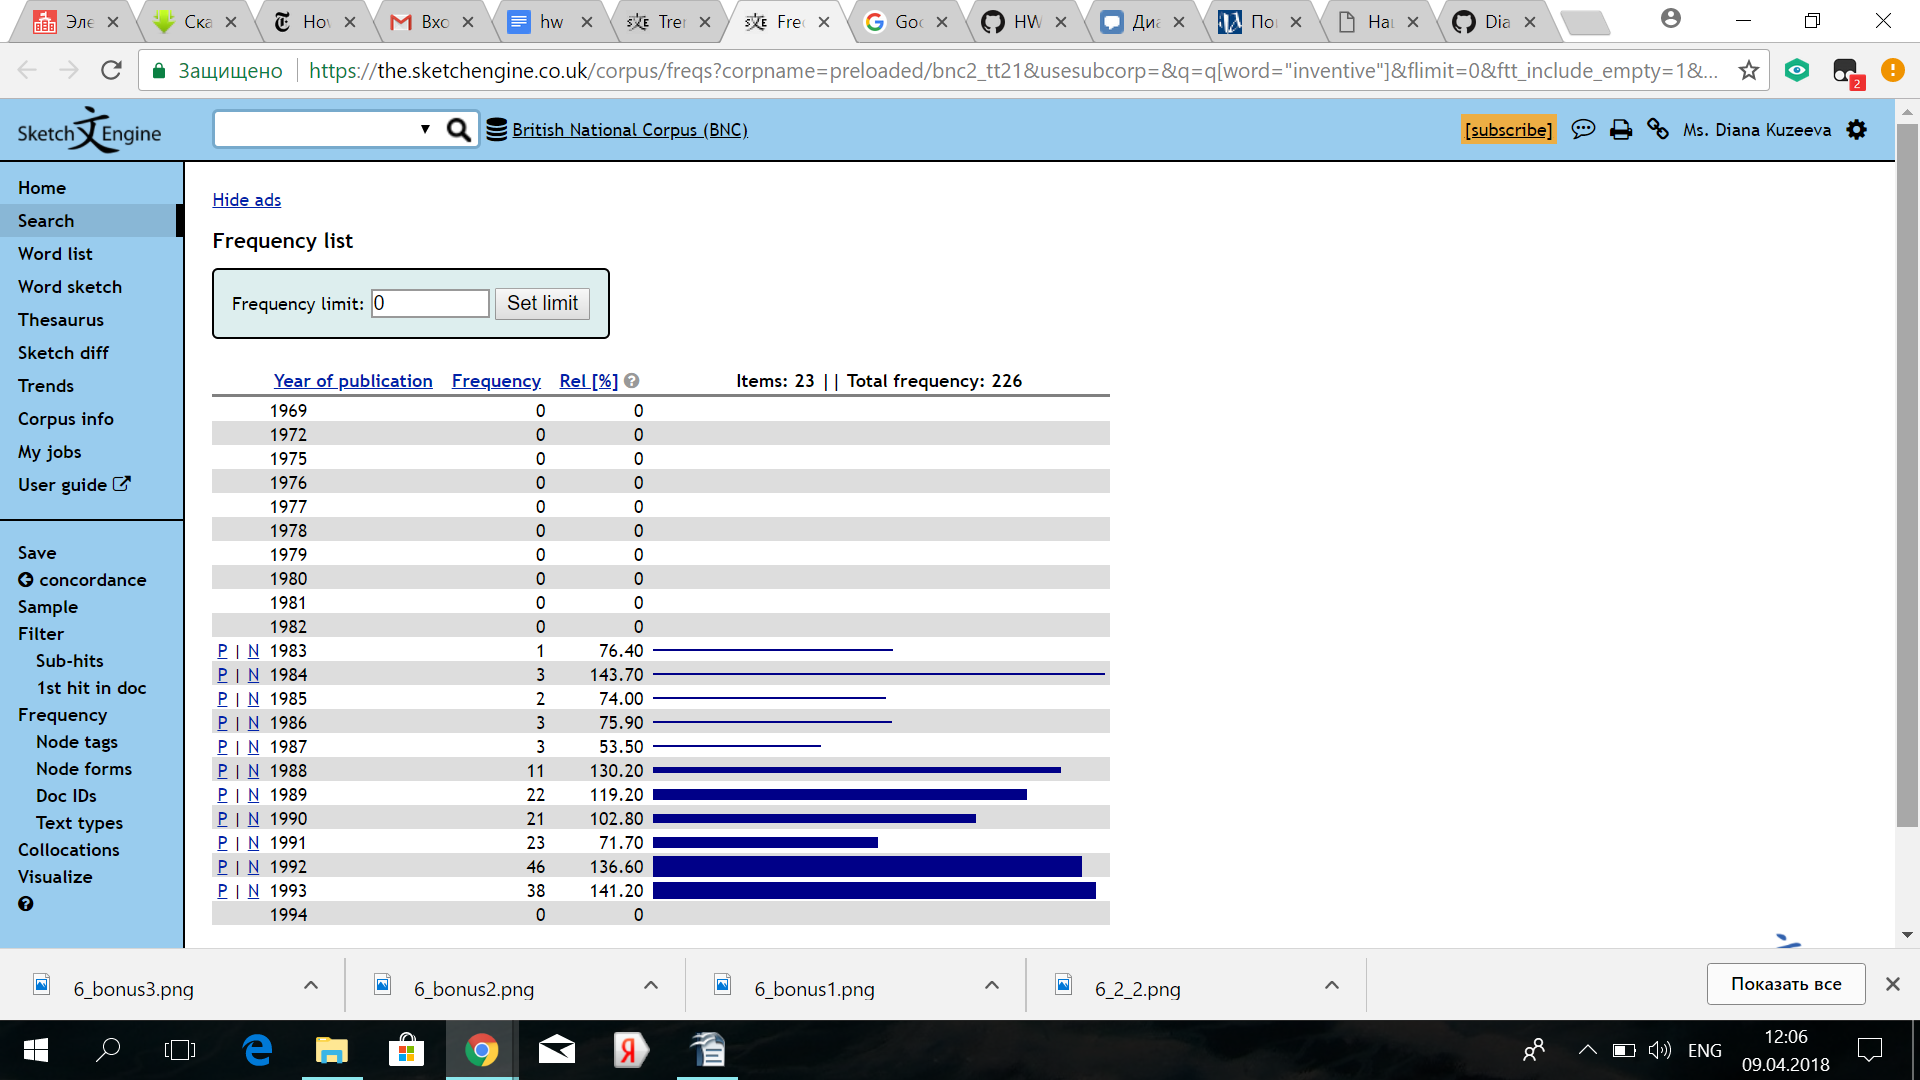 Эле
Ска
Hov
Вхо
hw
Trer
Fred
Goo
HW
Диа
По
На
Dia
Защищено
https://the.sketchengine.co.uk/corpus/freqs?corpname=preloaded/bnc2_tt21&usesubcorp=&q=q[word="inventive"]&flimit=0&ftt_include_empty=1&...
2
Sketch Engine
British National Corpus (BNC)
[subscribe]
Ms. Diana Kuzeeva
Home
Search
Word list
Word sketch
Thesaurus
Sketch diff
Trends
Corpus info
My jobs
User guide
Save
concordance
Sample
Filter
Sub-hits
1st hit in doc
Frequency
Node tags
Node forms
Doc IDs
Text types
Collocations
Visualize
Hide ads
Frequency list
Frequency limit: 0 Set limit
Year of publication Frequency Rel [%] Items: 23 || Total frequency: 226
1969 0 0
1972 0 0
1975 0 0
1976 0 0
1977 0 0
1978 0 0
1979 0 0
1980 0 0
1981 0 0
1982 0 0
P | N 1983 1 76.40
P | N 1984 3 143.70
P | N 1985 2 74.00
P | N 1986 3 75.90
P | N 1987 3 53.50
P | N 1988 11 130.20
P | N 1989 22 119.20
P | N 1990 21 102.80
P | N 1991 23 71.70
P | N 1992 46 136.60
P | N 1993 38 141.20
1994 0 0
6_bonus3.png
6_bonus2.png
6_bonus1.png
6_2_2.png
Показать все
ENG
12:06
09.04.2018